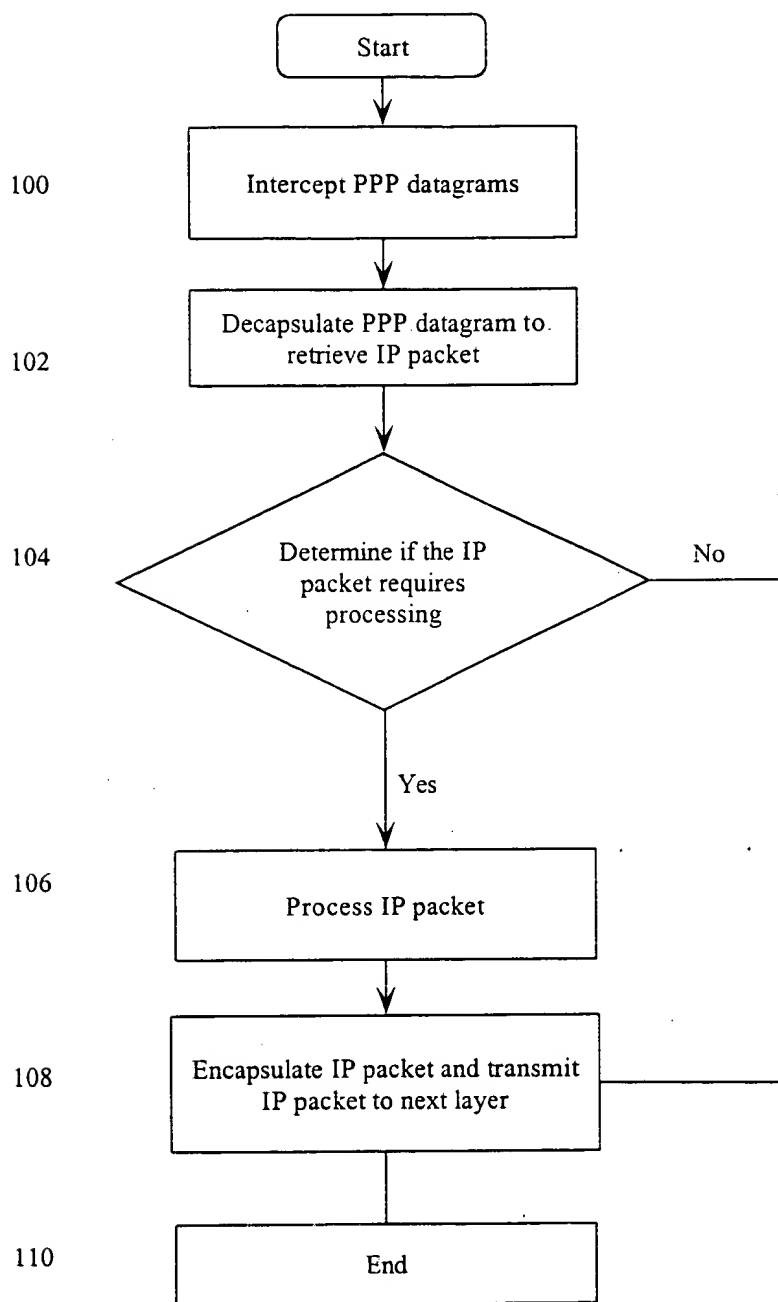 Start
100
Intercept PPP datagrams
102
Decapsulate PPP datagram to
retrieve IP packet
104
Determine if the IP
packet requires
processing
No
Yes
106
Process IP packet
108
Encapsulate IP packet and transmit
IP packet to next layer
110
End